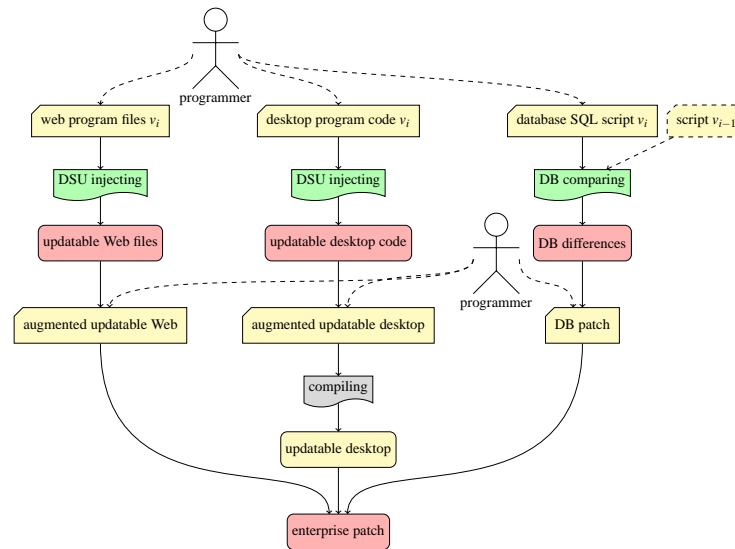 programmer
web program files vᵢ
desktop program code vᵢ
database SQL script vᵢ
script vᵢ₋₁
DSU injecting
DSU injecting
DB comparing
updatable Web files
updatable desktop code
DB differences
programmer
augmented updatable Web
augmented updatable desktop
DB patch
compiling
updatable desktop
enterprise patch